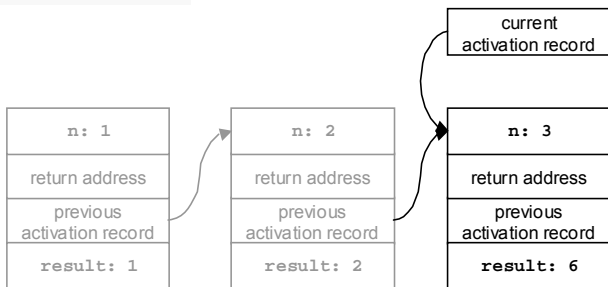 current
activation record
n: 1
return address
previous
activation record
result: 1
n: 2
return address
previous
activation record
result: 2
n: 3
return address
previous
activation record
result: 6